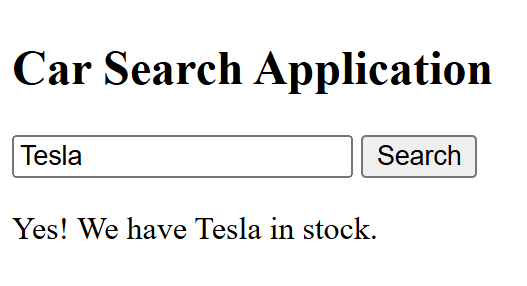 Car Search Application
Tesla Search
Yes! We have Tesla in stock.